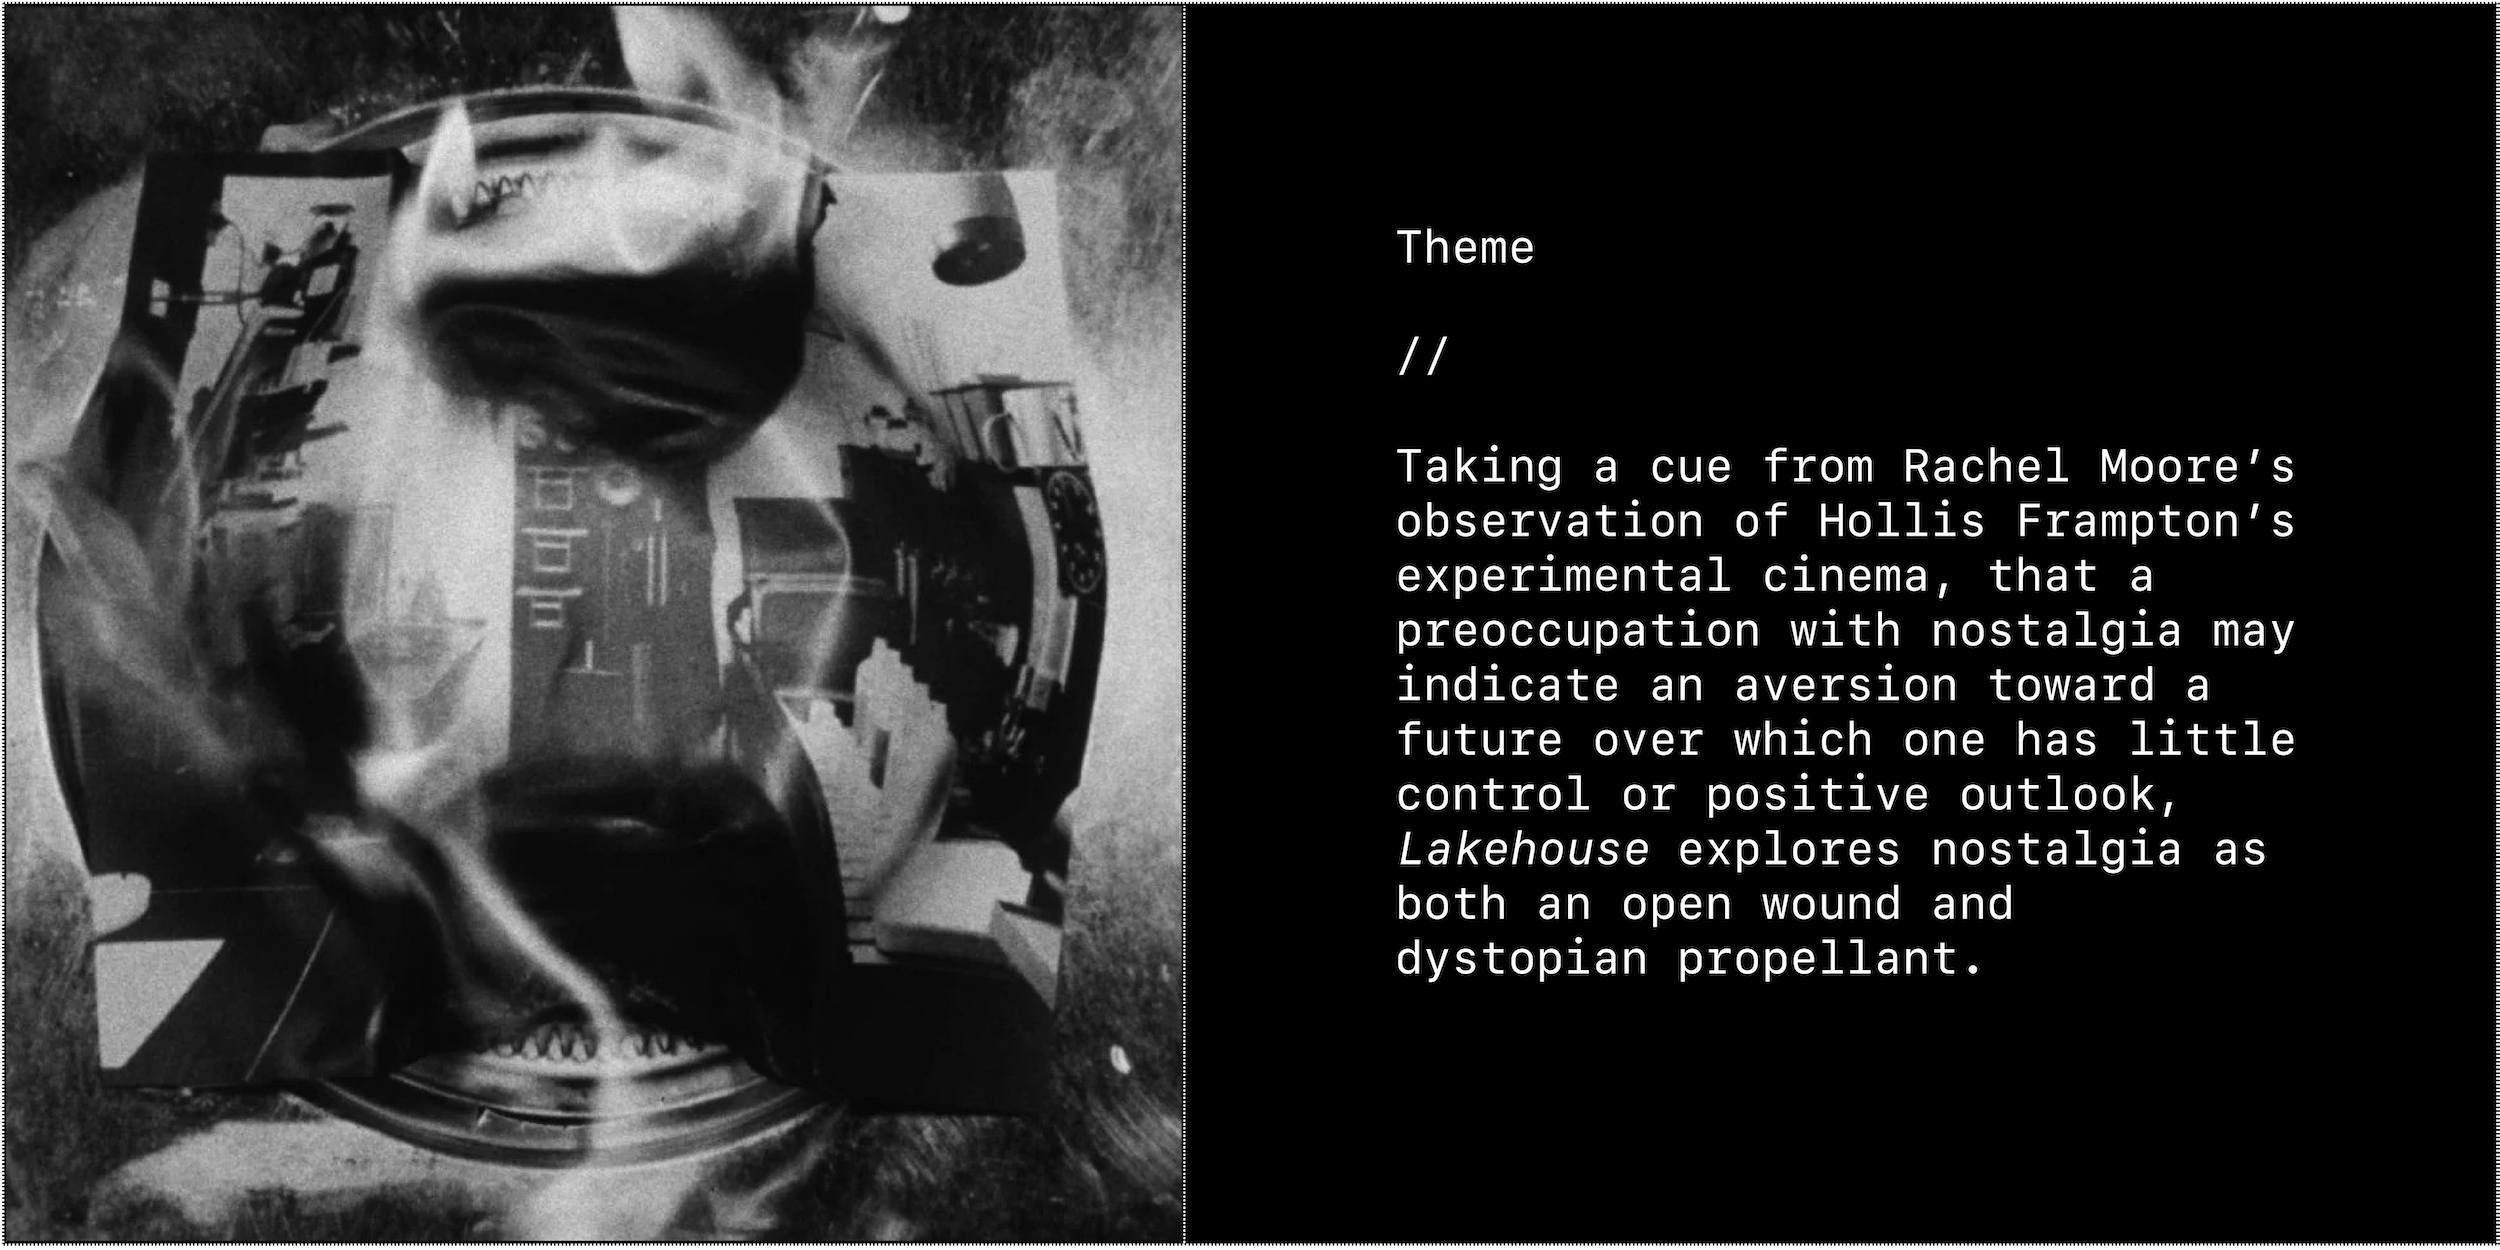 Theme
//
Taking a cue from Rachel Moore’s
observation of Hollis Frampton’s
experimental cinema, that a
preoccupation with nostalgia may
indicate an aversion toward a
future over which one has little
control or positive outlook,
Lakehouse explores nostalgia as
both an open wound and
dystopian propellant.